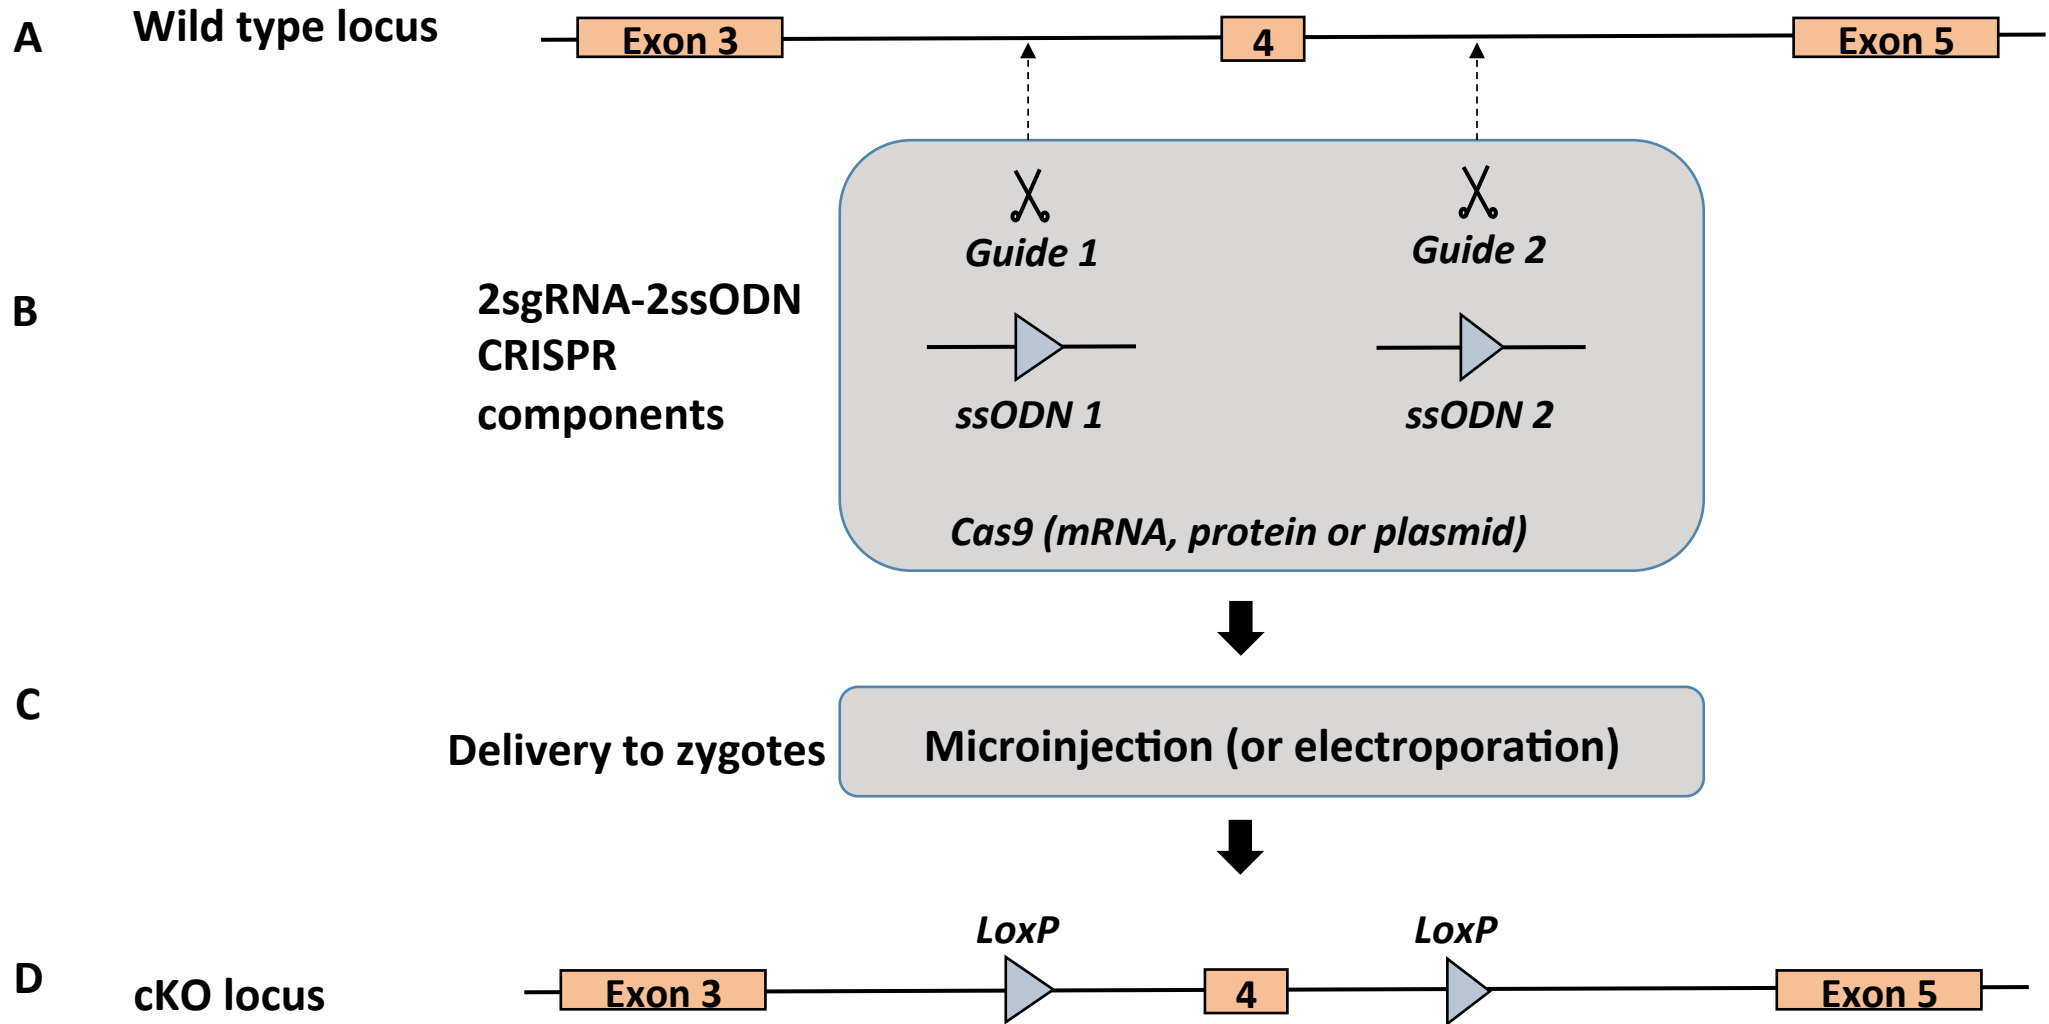 A
Wild type locus
Exon 3
4
Exon 5
B
2sgRNA-2ssODN
CRISPR
components
Guide 1
Guide 2
ssODN 1
ssODN 2
Cas9 (mRNA, protein or plasmid)
C
Delivery to zygotes
Microinjection (or electroporation)
D
cKO locus
LoxP
LoxP
Exon 3
4
Exon 5